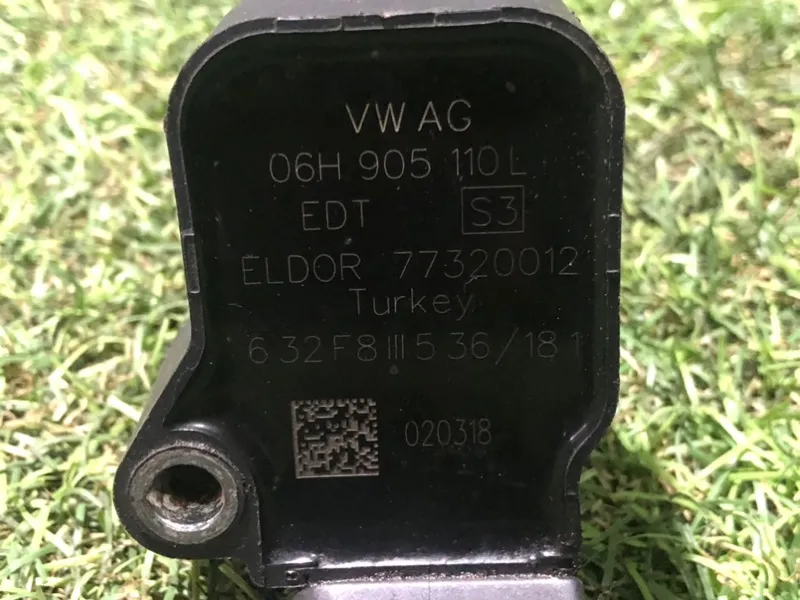 VW AG
06H 905 110 L
EDT S3
ELDOR 77320012
Turkey
6 32 F8 III 5 36/18 1
020318